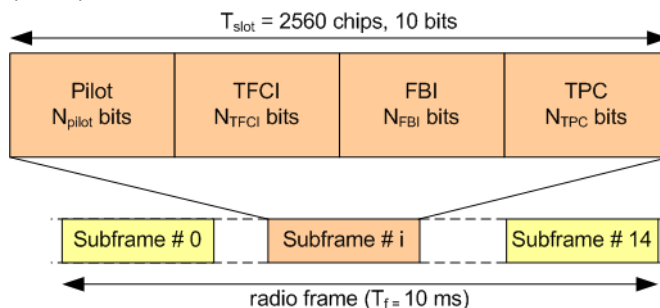 T_slot = 2560 chips, 10 bits
Pilot TFCI FBI TPC
N_pilot bits N_TFCI bits N_FBI bits N_TPC bits
Subframe # 0 Subframe # i Subframe # 14
radio frame (T_f = 10 ms)